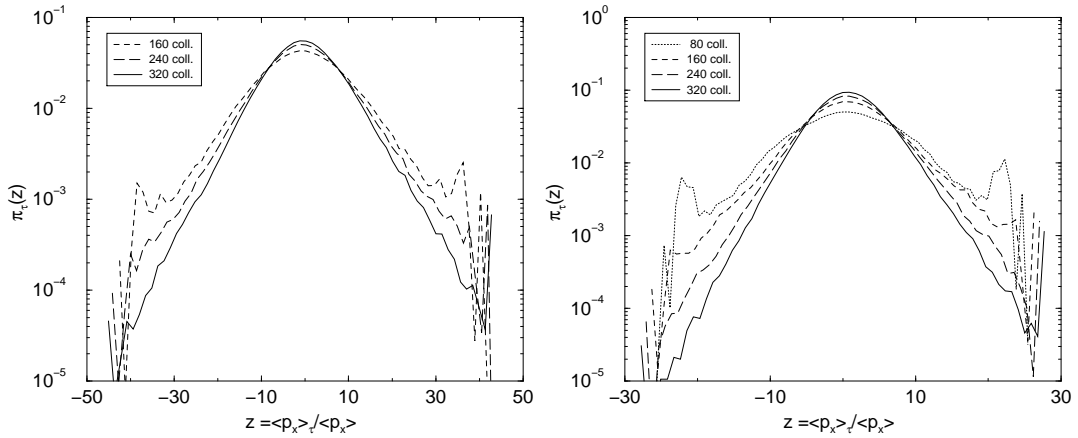 10⁻¹
10⁻²
10⁻³
10⁻⁴
10⁻⁵
π_τ(z)
160 coll.
240 coll.
320 coll.
−50 −30 −10 10 30 50
z =<p_x>_τ/<p_x>
10⁰
10⁻¹
10⁻²
10⁻³
10⁻⁴
10⁻⁵
π_τ(z)
80 coll.
160 coll.
240 coll.
320 coll.
−30 −10 10 30
z =<p_x>_τ/<p_x>